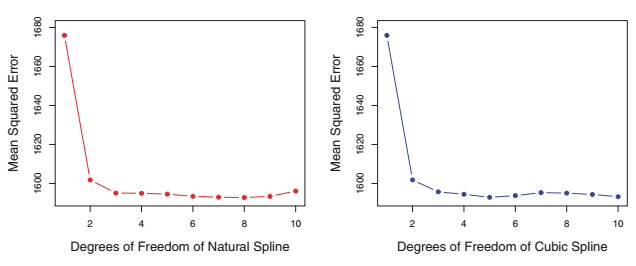 Mean Squared Error
1600 1620 1640 1660 1680
2 4 6 8 10
Degrees of Freedom of Natural Spline
Mean Squared Error
1600 1620 1640 1660 1680
2 4 6 8 10
Degrees of Freedom of Cubic Spline